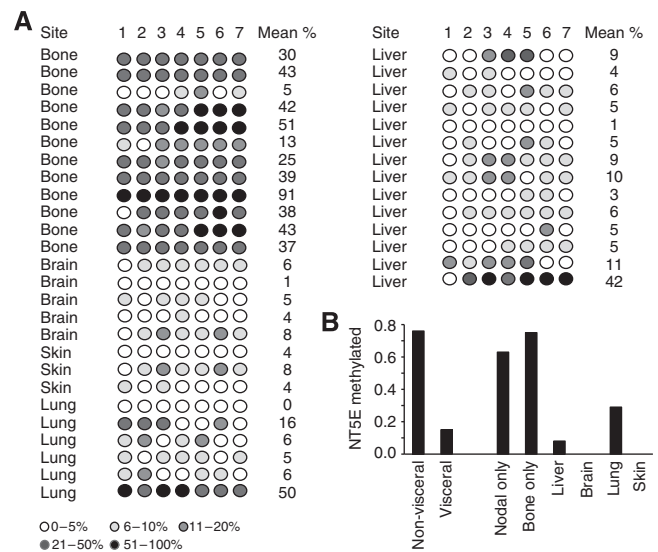 A
Site 1 2 3 4 5 6 7 Mean %
Bone 30
Bone 43
Bone 5
Bone 42
Bone 51
Bone 13
Bone 25
Bone 39
Bone 91
Bone 38
Bone 43
Bone 37
Brain 6
Brain 1
Brain 5
Brain 4
Brain 8
Skin 4
Skin 8
Skin 4
Lung 0
Lung 16
Lung 6
Lung 5
Lung 6
Lung 50
0–5% 6–10% 11–20%
21–50% 51–100%
Site 1 2 3 4 5 6 7 Mean %
Liver 9
Liver 4
Liver 6
Liver 5
Liver 1
Liver 5
Liver 9
Liver 10
Liver 3
Liver 6
Liver 5
Liver 5
Liver 11
Liver 42
B
NT5E methylated
0.8
0.6
0.4
0.2
0.0
Non-visceral
Visceral
Nodal only
Bone only
Liver
Brain
Lung
Skin